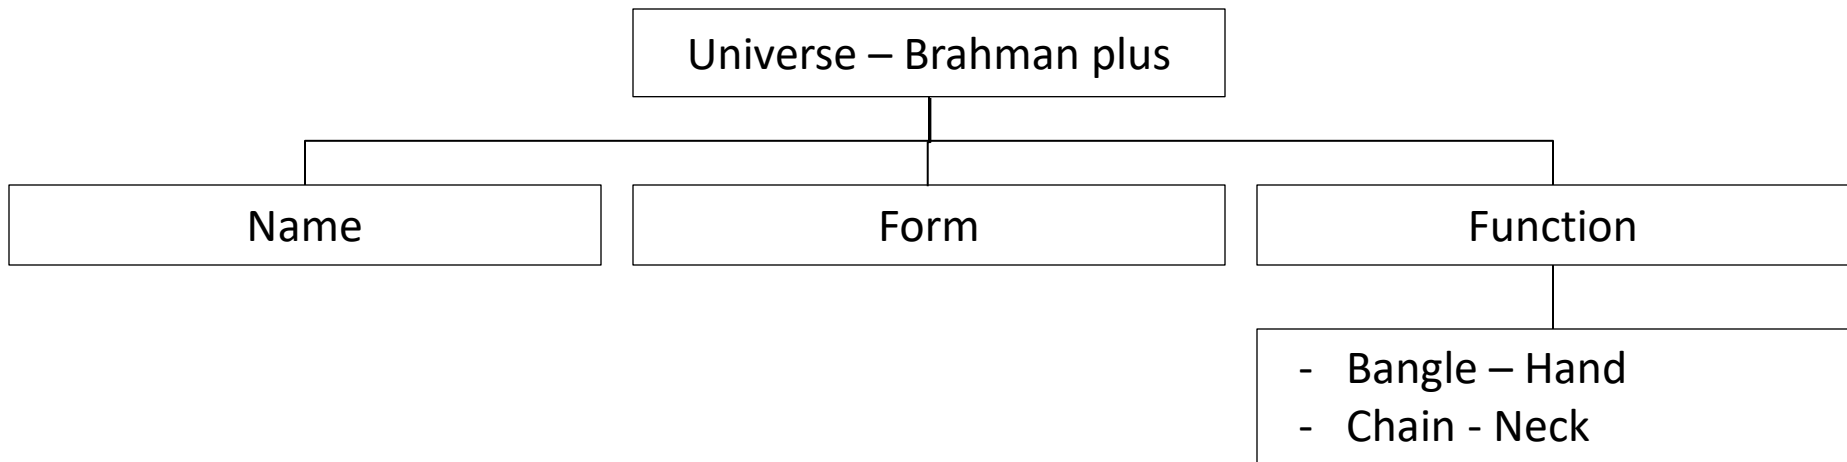 Universe – Brahman plus
Name
Form
Function
- Bangle – Hand
- Chain - Neck